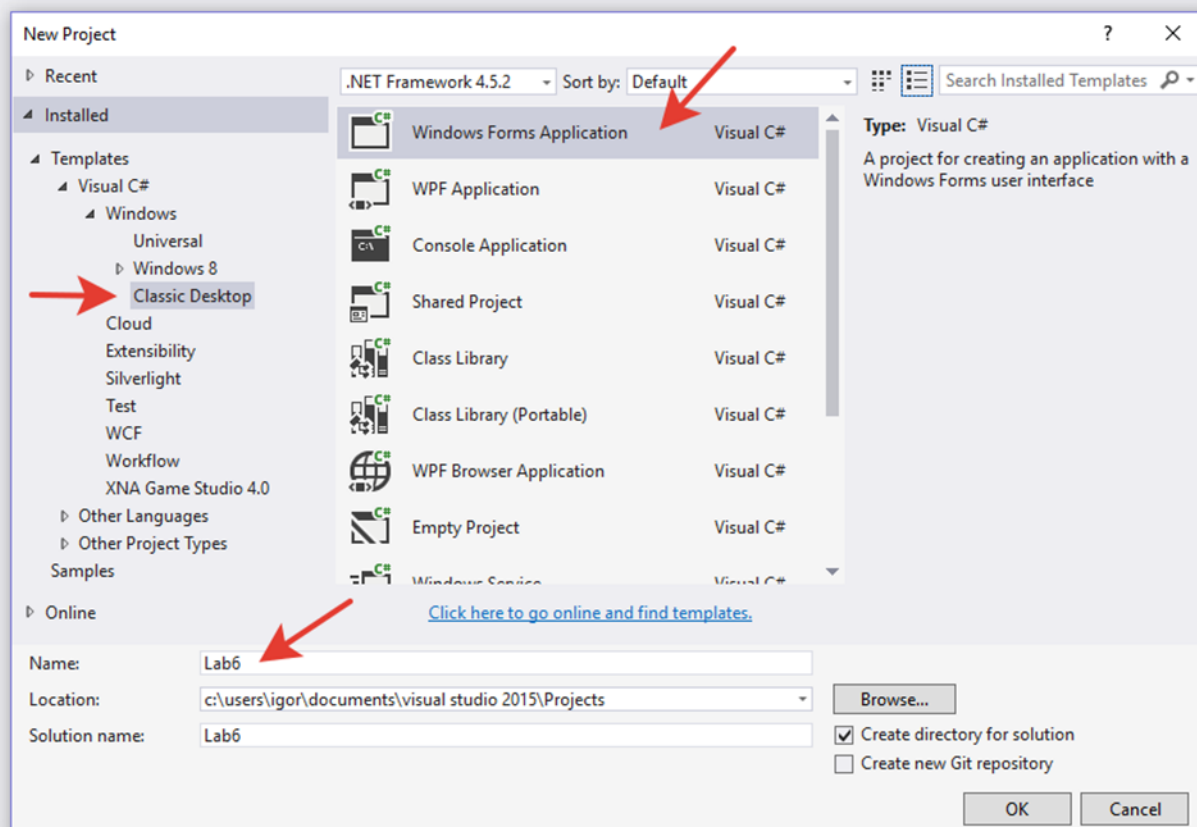 New Project
?
Recent
Installed
Templates
Visual C#
Windows
Universal
Windows 8
Classic Desktop
Cloud
Extensibility
Silverlight
Test
WCF
Workflow
XNA Game Studio 4.0
Other Languages
Other Project Types
Samples
Online
.NET Framework 4.5.2 Sort by: Default
Search Installed Templates
C# Windows Forms Application Visual C#
C# WPF Application Visual C#
C# C:\ Console Application Visual C#
C# Shared Project Visual C#
C# Class Library Visual C#
C# Class Library (Portable) Visual C#
C# WPF Browser Application Visual C#
C# Empty Project Visual C#
C# Windows Service Visual C#
Click here to go online and find templates.
Type: Visual C#
A project for creating an application with a
Windows Forms user interface
Name: Lab6
Location: c:\users\igor\documents\visual studio 2015\Projects
Browse...
Solution name: Lab6
Create directory for solution
Create new Git repository
OK Cancel